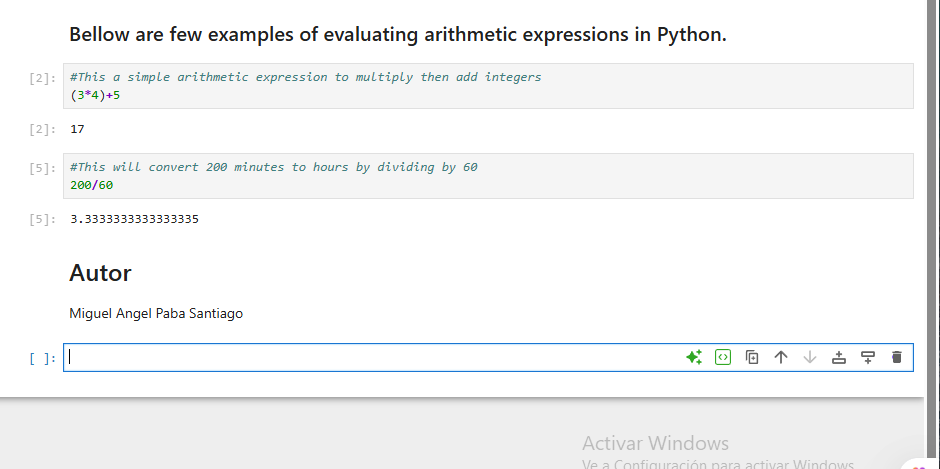 Bellow are few examples of evaluating arithmetic expressions in Python.
[2]: #This a simple arithmetic expression to multiply then add integers
(3*4)+5
[2]: 17
[5]: #This will convert 200 minutes to hours by dividing by 60
200/60
[5]: 3.3333333333333335
Autor
Miguel Angel Paba Santiago
[ ]:
Activar Windows
Ve a Configuración para activar Windows